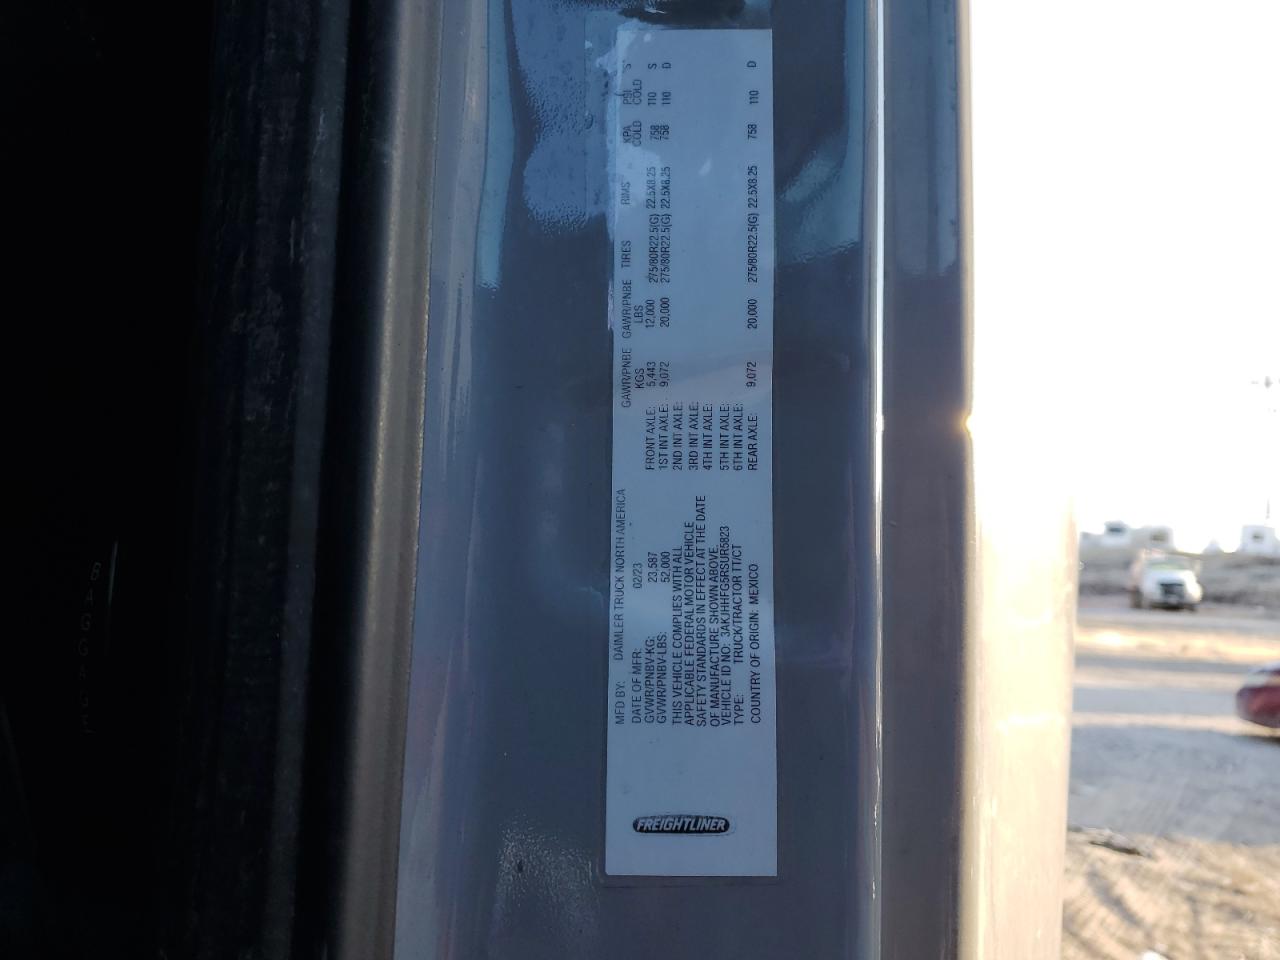 FREIGHTLINER
MFD BY: DAIMLER TRUCK NORTH AMERICA
DATE OF MFR: 02/23
GVWR/PNBV-KG: 23,587
GVWR/PNBV-LBS: 52,000
THIS VEHICLE COMPLIES WITH ALL
APPLICABLE FEDERAL MOTOR VEHICLE
SAFETY STANDARDS IN EFFECT AT THE DATE
OF MANUFACTURE SHOWN ABOVE.
VEHICLE ID NO.: 3AKJHHFG5RSUR5823
TYPE: TRUCK/TRACTOR TT/CT
COUNTRY OF ORIGIN: MEXICO
GAWR/PNBE GAWR/PNBE TIRES RIMS KPA PSI S
KGS LBS COLD COLD
FRONT AXLE: 5,443 12,000 275/80R22.5(G) 22.5X8.25 758 110 S
1ST INT AXLE: 9,072 20,000 275/80R22.5(G) 22.5X8.25 758 110 D
2ND INT AXLE:
3RD INT AXLE:
4TH INT AXLE:
5TH INT AXLE:
6TH INT AXLE:
REAR AXLE: 9,072 20,000 275/80R22.5(G) 22.5X8.25 758 110 D